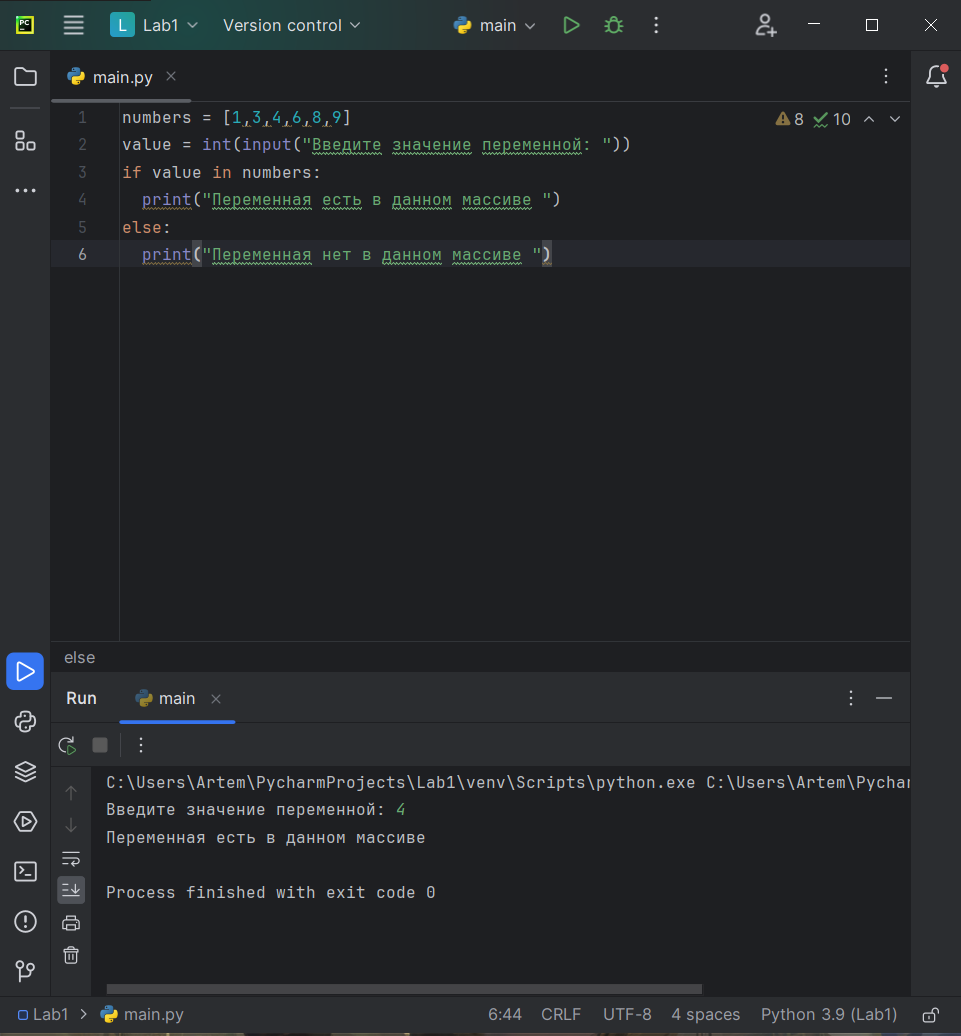 PC L Lab1 Version control main
main.py
1 numbers = [1,3,4,6,8,9] 8 10
2 value = int(input("Введите значение переменной: "))
3 if value in numbers:
4 print("Переменная есть в данном массиве ")
5 else:
6 print("Переменная нет в данном массиве ")
else
Run main
C:\Users\Artem\PycharmProjects\Lab1\venv\Scripts\python.exe C:\Users\Artem\Pychar
Введите значение переменной: 4
Переменная есть в данном массиве
Process finished with exit code 0
Lab1 main.py 6:44 CRLF UTF-8 4 spaces Python 3.9 (Lab1)